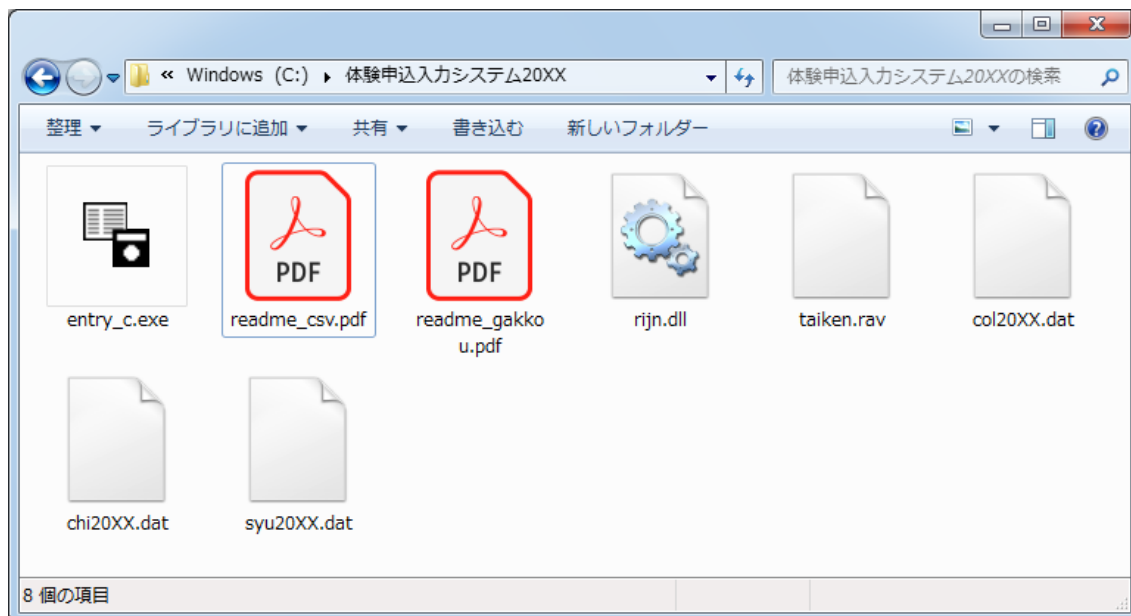 « Windows (C:) ▸ 体験申込入力システム20XX
体験申込入力システム20XXの検索
整理 ▼ ライブラリに追加 ▼ 共有 ▼ 書き込む 新しいフォルダー
PDF
PDF
entry_c.exe
readme_csv.pdf
readme_gakko
u.pdf
rijn.dll
taiken.rav
col20XX.dat
chi20XX.dat
syu20XX.dat
8 個の項目